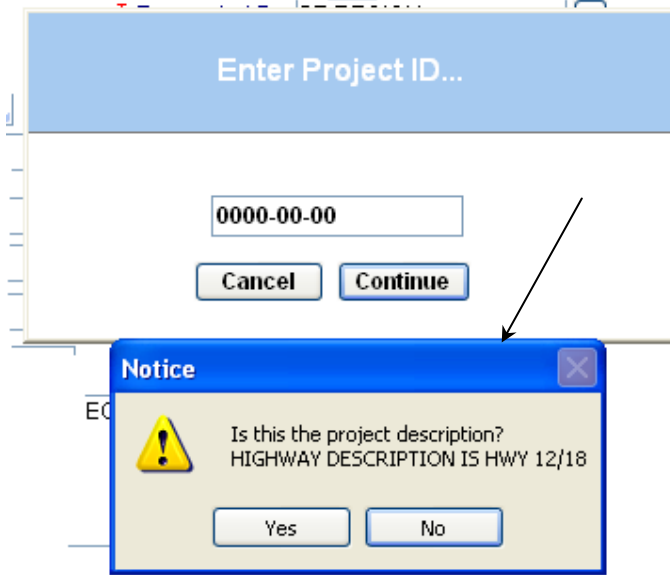 Enter Project ID...
0000-00-00
Cancel Continue
Notice
Is this the project description?
HIGHWAY DESCRIPTION IS HWY 12/18
Yes No